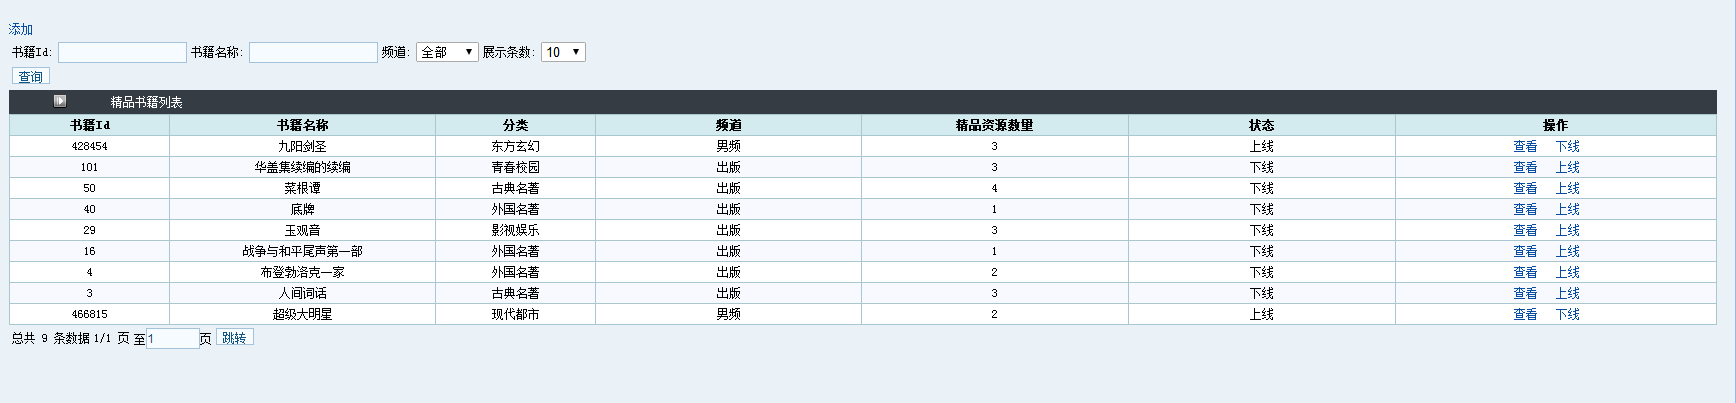 添加
书籍Id: 书籍名称: 频道: 全部 展示条数: 10
查询
精品书籍列表
书籍Id 书籍名称 分类 频道 精品资源数量 状态 操作
428454 九阳剑圣 东方玄幻 男频 3 上线 查看 下线
101 华盖集续编的续编 青春校园 出版 3 下线 查看 上线
50 菜根谭 古典名著 出版 4 下线 查看 上线
40 底牌 外国名著 出版 1 下线 查看 上线
29 玉观音 影视娱乐 出版 3 下线 查看 上线
16 战争与和平尾声第一部 外国名著 出版 1 下线 查看 上线
4 布登勃洛克一家 外国名著 出版 2 下线 查看 上线
3 人间词话 古典名著 出版 3 下线 查看 上线
466815 超级大明星 现代都市 男频 2 上线 查看 下线
总共 9 条数据 1/1 页 至 1 页 跳转